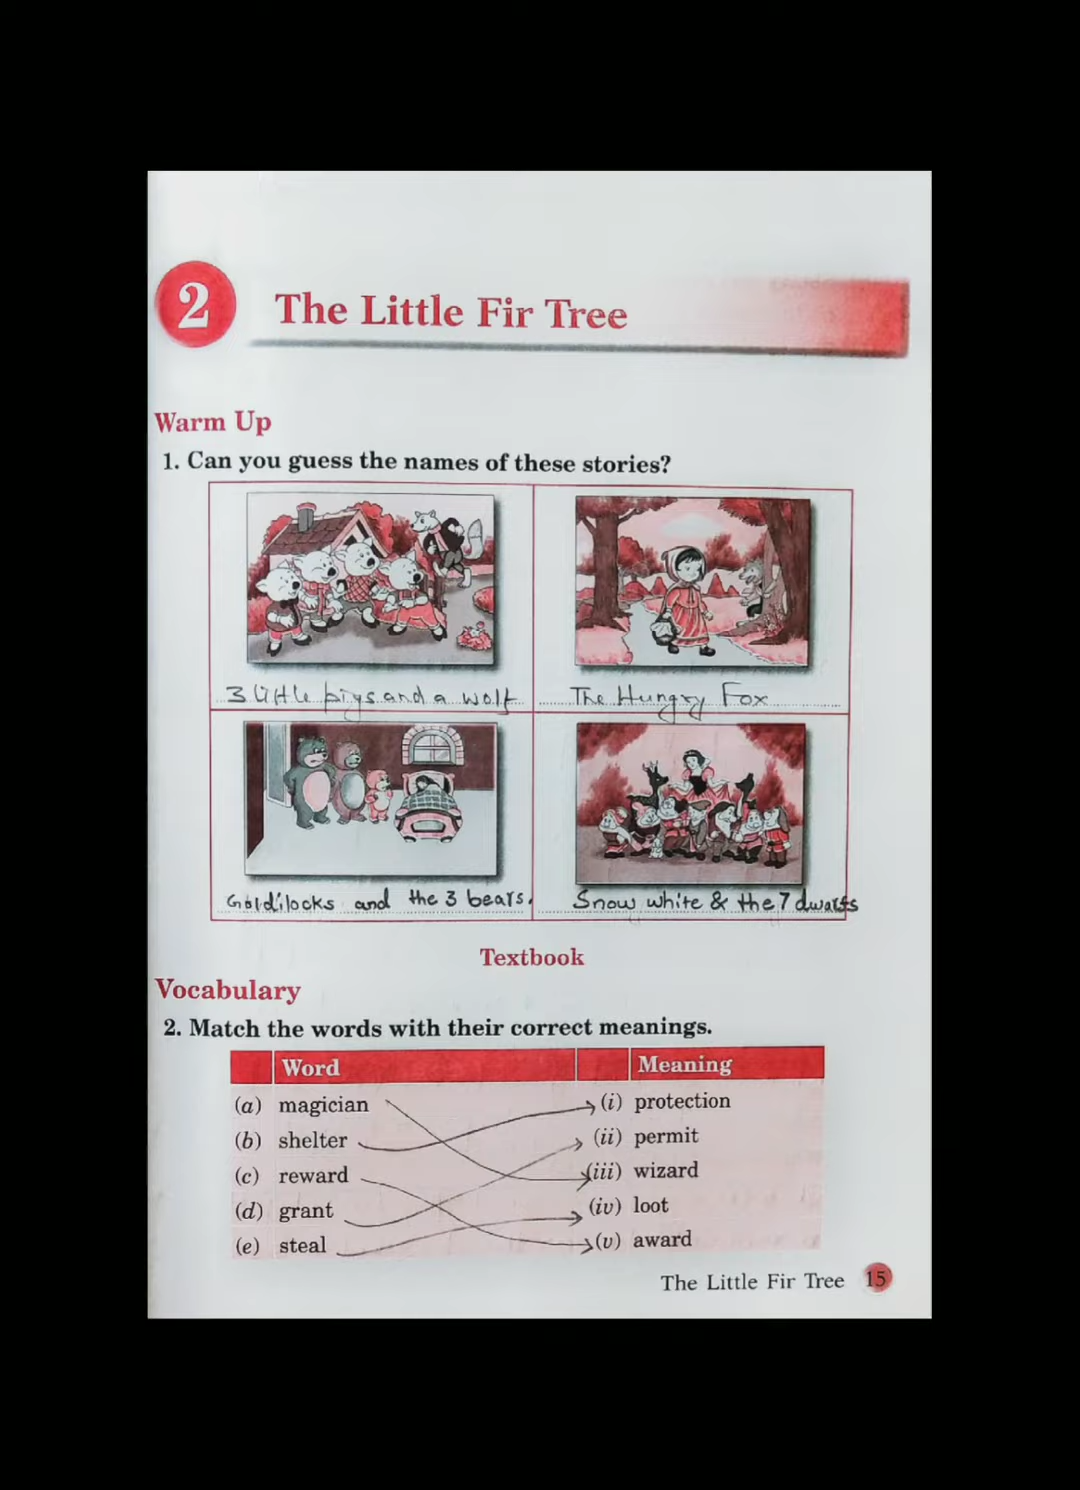 2
The Little Fir Tree
Warm Up
1. Can you guess the names of these stories?
3 little pigs and a wolf
The Hungry Fox
Goldilocks and the 3 bears.
Snow white & the 7 dwarfs
Textbook
Vocabulary
2. Match the words with their correct meanings.
Word Meaning
(a) magician (i) protection
(b) shelter (ii) permit
(c) reward (iii) wizard
(d) grant (iv) loot
(e) steal (v) award
The Little Fir Tree 15